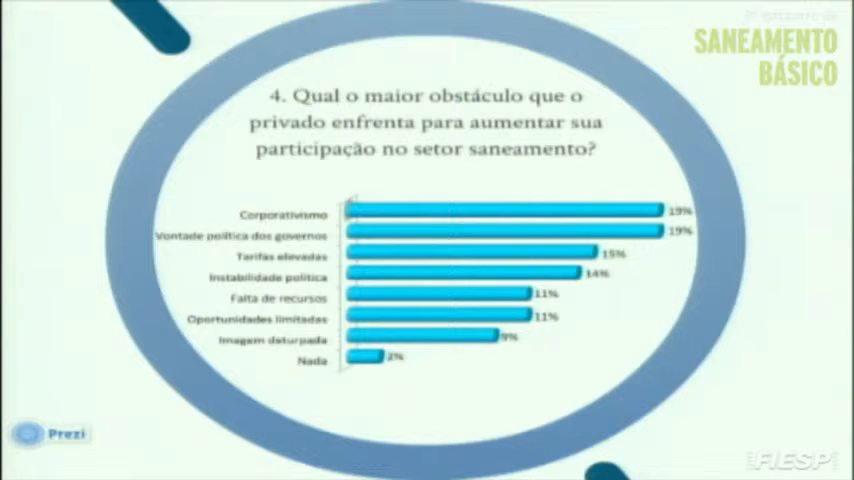 SANEAMENTO
BÁSICO
4. Qual o maior obstáculo que o
privado enfrenta para aumentar sua
participação no setor saneamento?
Corporativismo 19%
Vontade política dos governos 19%
Tarifas elevadas 15%
Instabilidade política 14%
Falta de recursos 11%
Oportunidades limitadas 11%
Imagem deturpada 9%
Nada 2%
Prezi
FIESP